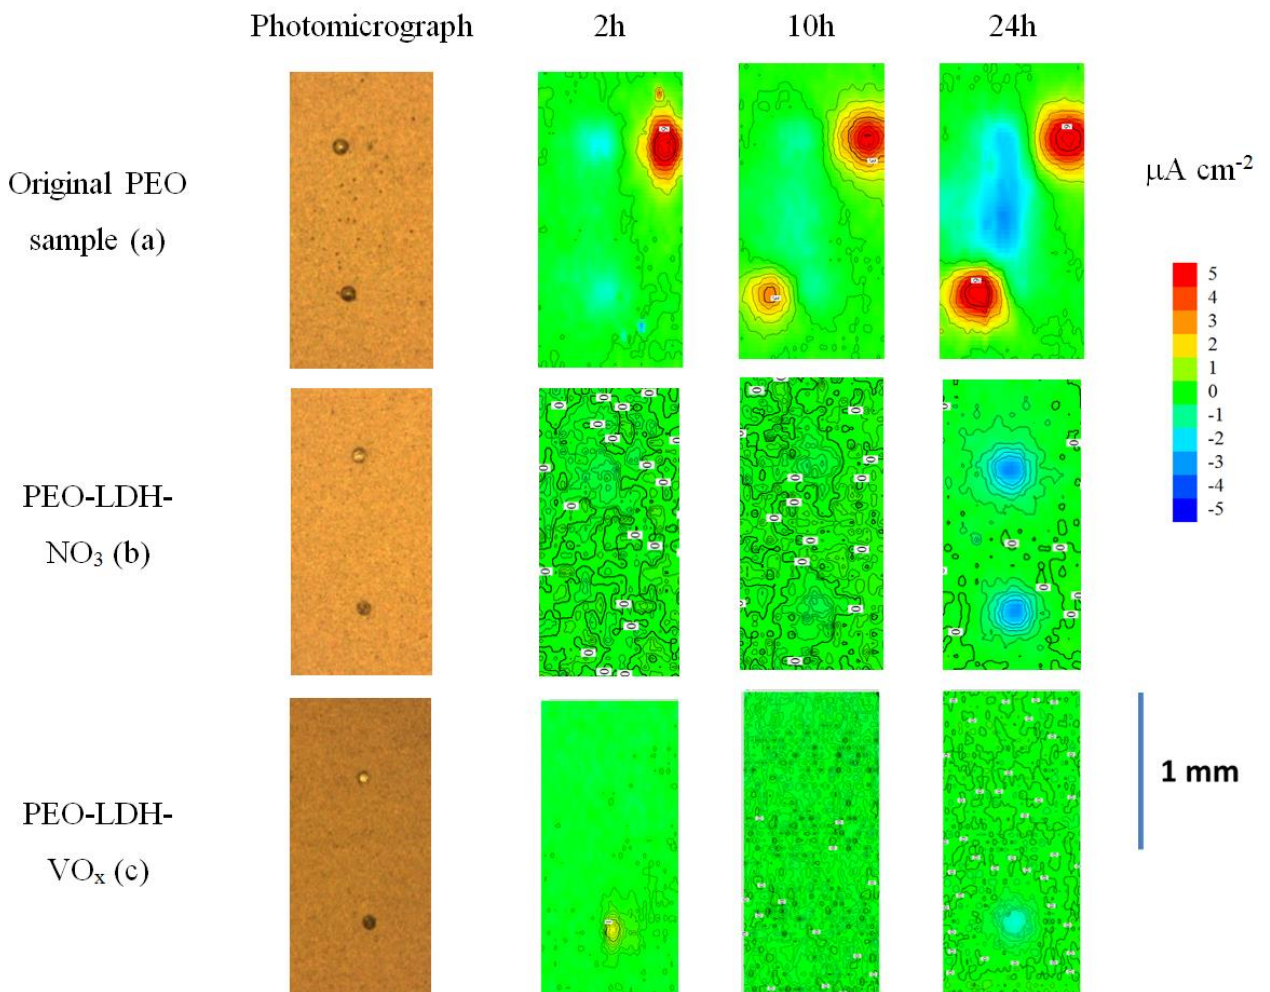 Photomicrograph 2h 10h 24h
Original PEO
sample (a)
μA cm⁻²
5
4
3
2
1
0
-1
-2
-3
-4
-5
PEO-LDH-
NO₃ (b)
PEO-LDH-
VOₓ (c)
1 mm